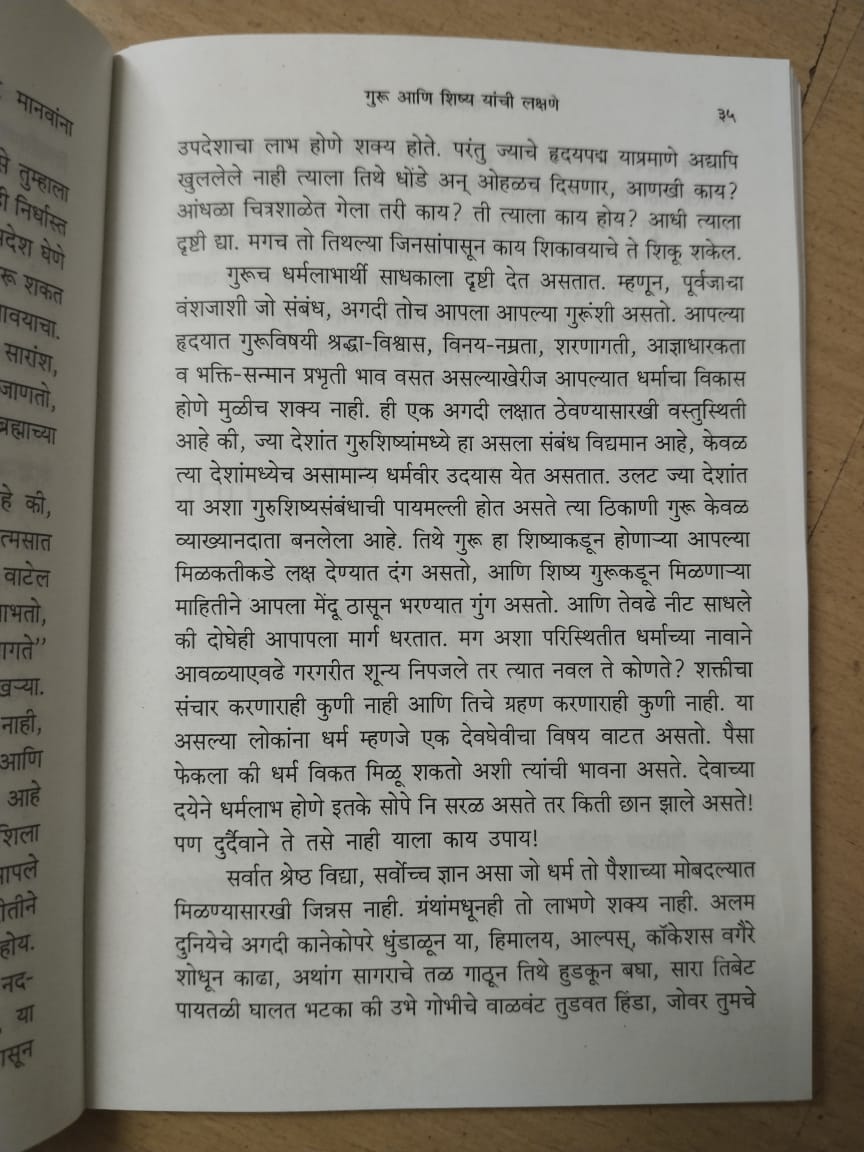 मानवांना
तुम्हाला
निर्धास्त
घेणे
शकत
सारांश,
जाणतो,
ब्रह्माच्या
की,
वाटेल
नाही,
आणि
आहे
होय.
या
गुरू आणि शिष्य यांची लक्षणे
३५
उपदेशाचा लाभ होणे शक्य होते. परंतु ज्याचे हृदयपद्म याप्रमाणे अद्यापि
खुललेले नाही त्याला तिथे धोंडे अन् ओहळच दिसणार, आणखी काय?
आंधळा चित्रशाळेत गेला तरी काय? ती त्याला काय होय? आधी त्याला
दृष्टी द्या. मगच तो तिथल्या जिनसांपासून काय शिकावयाचे ते शिकू शकेल.
गुरूच धर्मलाभार्थी साधकाला दृष्टी देत असतात. म्हणून, पूर्वजाचा
वंशजाशी जो संबंध, अगदी तोच आपला आपल्या गुरूंशी असतो. आपल्या
हृदयात गुरूविषयी श्रद्धा-विश्वास, विनय-नम्रता, शरणागती, आज्ञाधारकता
व भक्ति-सन्मान प्रभृती भाव वसत असल्याखेरीज आपल्यात धर्माचा विकास
होणे मुळीच शक्य नाही. ही एक अगदी लक्षात ठेवण्यासारखी वस्तुस्थिती
आहे की, ज्या देशांत गुरुशिष्यांमध्ये हा असला संबंध विद्यमान आहे, केवळ
त्या देशांमध्येच असामान्य धर्मवीर उदयास येत असतात. उलट ज्या देशांत
या अशा गुरुशिष्यसंबंधाची पायमल्ली होत असते त्या ठिकाणी गुरू केवळ
व्याख्यानदाता बनलेला आहे. तिथे गुरू हा शिष्याकडून होणाऱ्या आपल्या
मिळकतीकडे लक्ष देण्यात दंग असतो, आणि शिष्य गुरूकडून मिळणाऱ्या
माहितीने आपला मेंदू ठासून भरण्यात गुंग असतो. आणि तेवढे नीट साधले
की दोघेही आपापला मार्ग धरतात. मग अशा परिस्थितीत धर्माच्या नावाने
आवळ्याएवढे गरगरीत शून्य निपजले तर त्यात नवल ते कोणते? शक्तीचा
संचार करणाराही कुणी नाही आणि तिचे ग्रहण करणाराही कुणी नाही. या
असल्या लोकांना धर्म म्हणजे एक देवघेवीचा विषय वाटत असतो. पैसा
फेकला की धर्म विकत मिळू शकतो अशी त्यांची भावना असते. देवाच्या
दयेने धर्मलाभ होणे इतके सोपे नि सरळ असते तर किती छान झाले असते!
पण दुर्दैवाने ते तसे नाही याला काय उपाय!
सर्वात श्रेष्ठ विद्या, सर्वोच्च ज्ञान असा जो धर्म तो पैशाच्या मोबदल्यात
मिळण्यासारखी जिन्नस नाही. ग्रंथांमधूनही तो लाभणे शक्य नाही. अलम
दुनियेचे अगदी कानेकोपरे धुंडाळून या, हिमालय, आल्पस्, कॉकेशस वगैरे
शोधून काढा, अथांग सागराचे तळ गाठून तिथे हुडकून बघा, सारा तिबेट
पायतळी घालत भटका की उभे गोभीचे वाळवंट तुडवत हिंडा, जोवर तुमचे